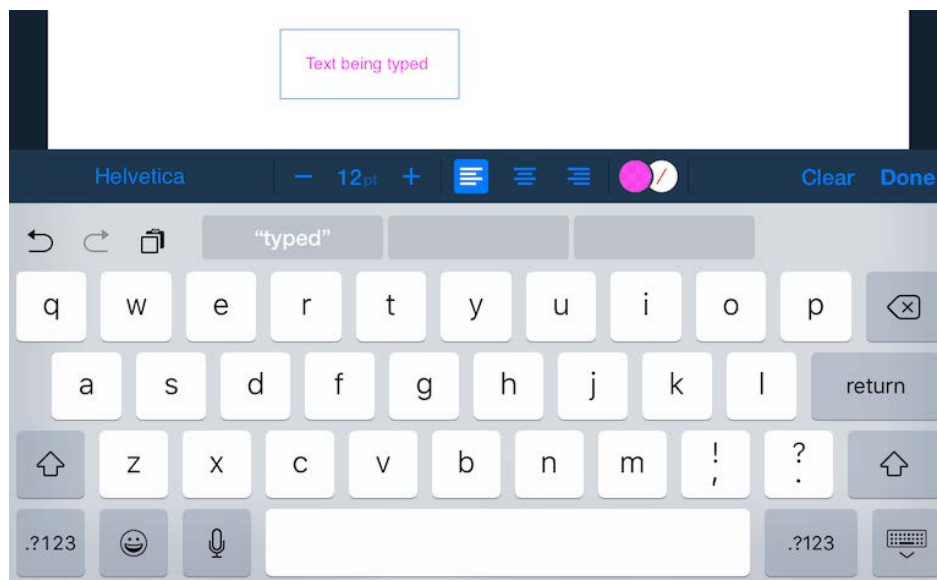 Text being typed
Helvetica − 12pt + Clear Done
“typed”
q w e r t y u i o p
a s d f g h j k l return
z x c v b n m ! , ? .
.?123 .?123